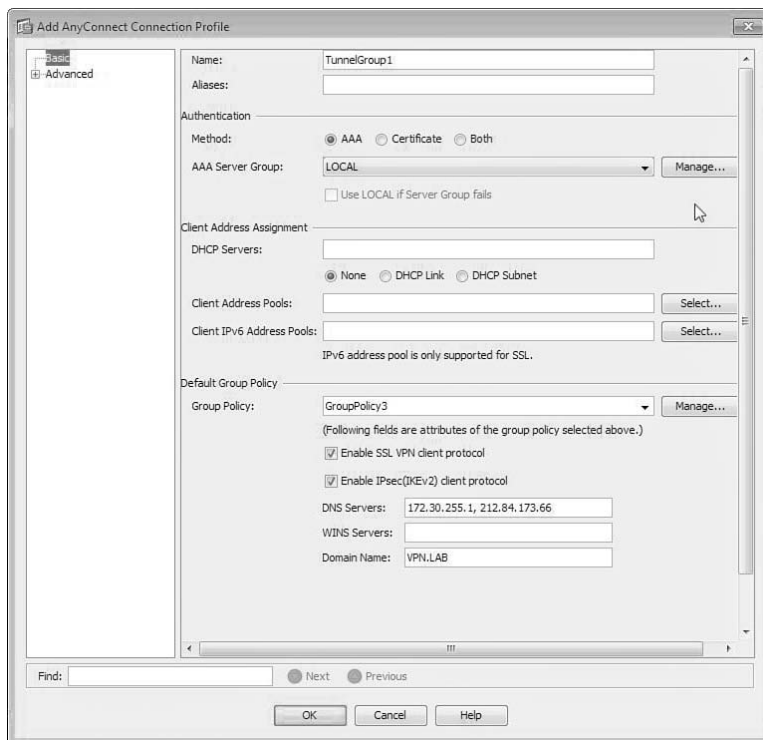 Add AnyConnect Connection Profile
Basic
Advanced
Name: TunnelGroup1
Aliases:
Authentication
Method: AAA Certificate Both
AAA Server Group: LOCAL Manage...
Use LOCAL if Server Group fails
Client Address Assignment
DHCP Servers:
None DHCP Link DHCP Subnet
Client Address Pools: Select...
Client IPv6 Address Pools: Select...
IPv6 address pool is only supported for SSL.
Default Group Policy
Group Policy: GroupPolicy3 Manage...
(Following fields are attributes of the group policy selected above.)
Enable SSL VPN client protocol
Enable IPsec(IKEv2) client protocol
DNS Servers: 172.30.255.1, 212.84.173.66
WINS Servers:
Domain Name: VPN.LAB
Find: Next Previous
OK Cancel Help